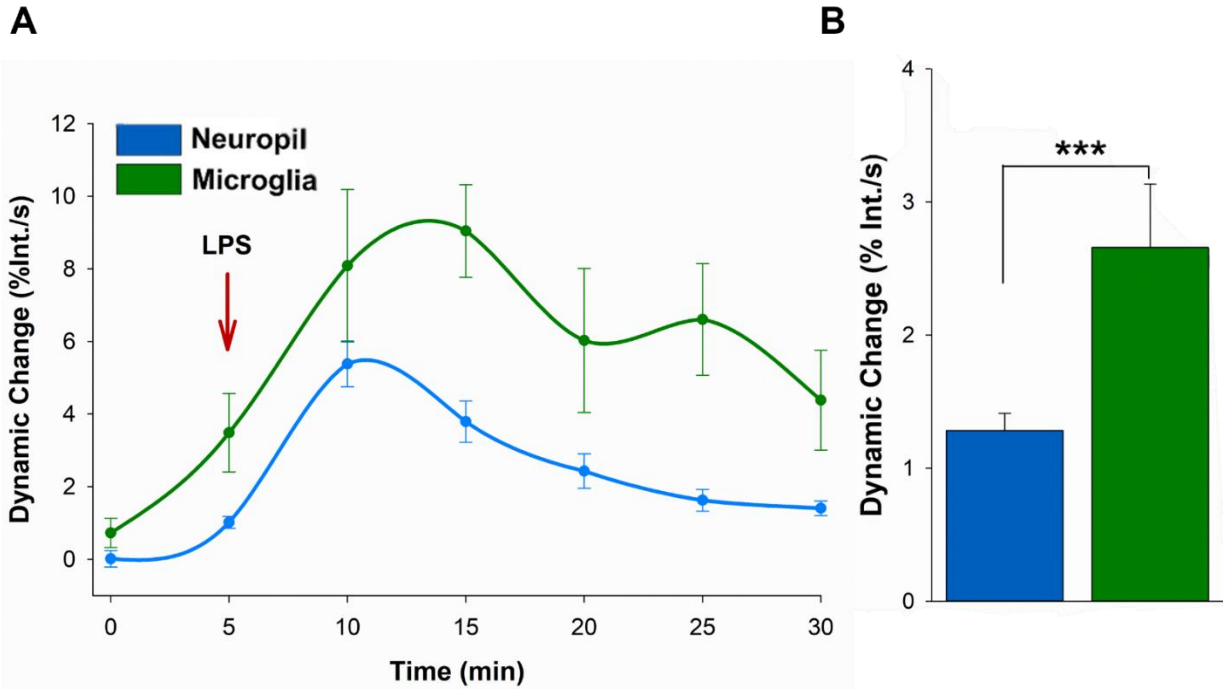 A
B
Dynamic Change (%Int./s)
12
10
8
6
4
2
0
Neuropil
Microglia
LPS
0 5 10 15 20 25 30
Time (min)
Dynamic Change (% Int./s)
4
3
2
1
0
***